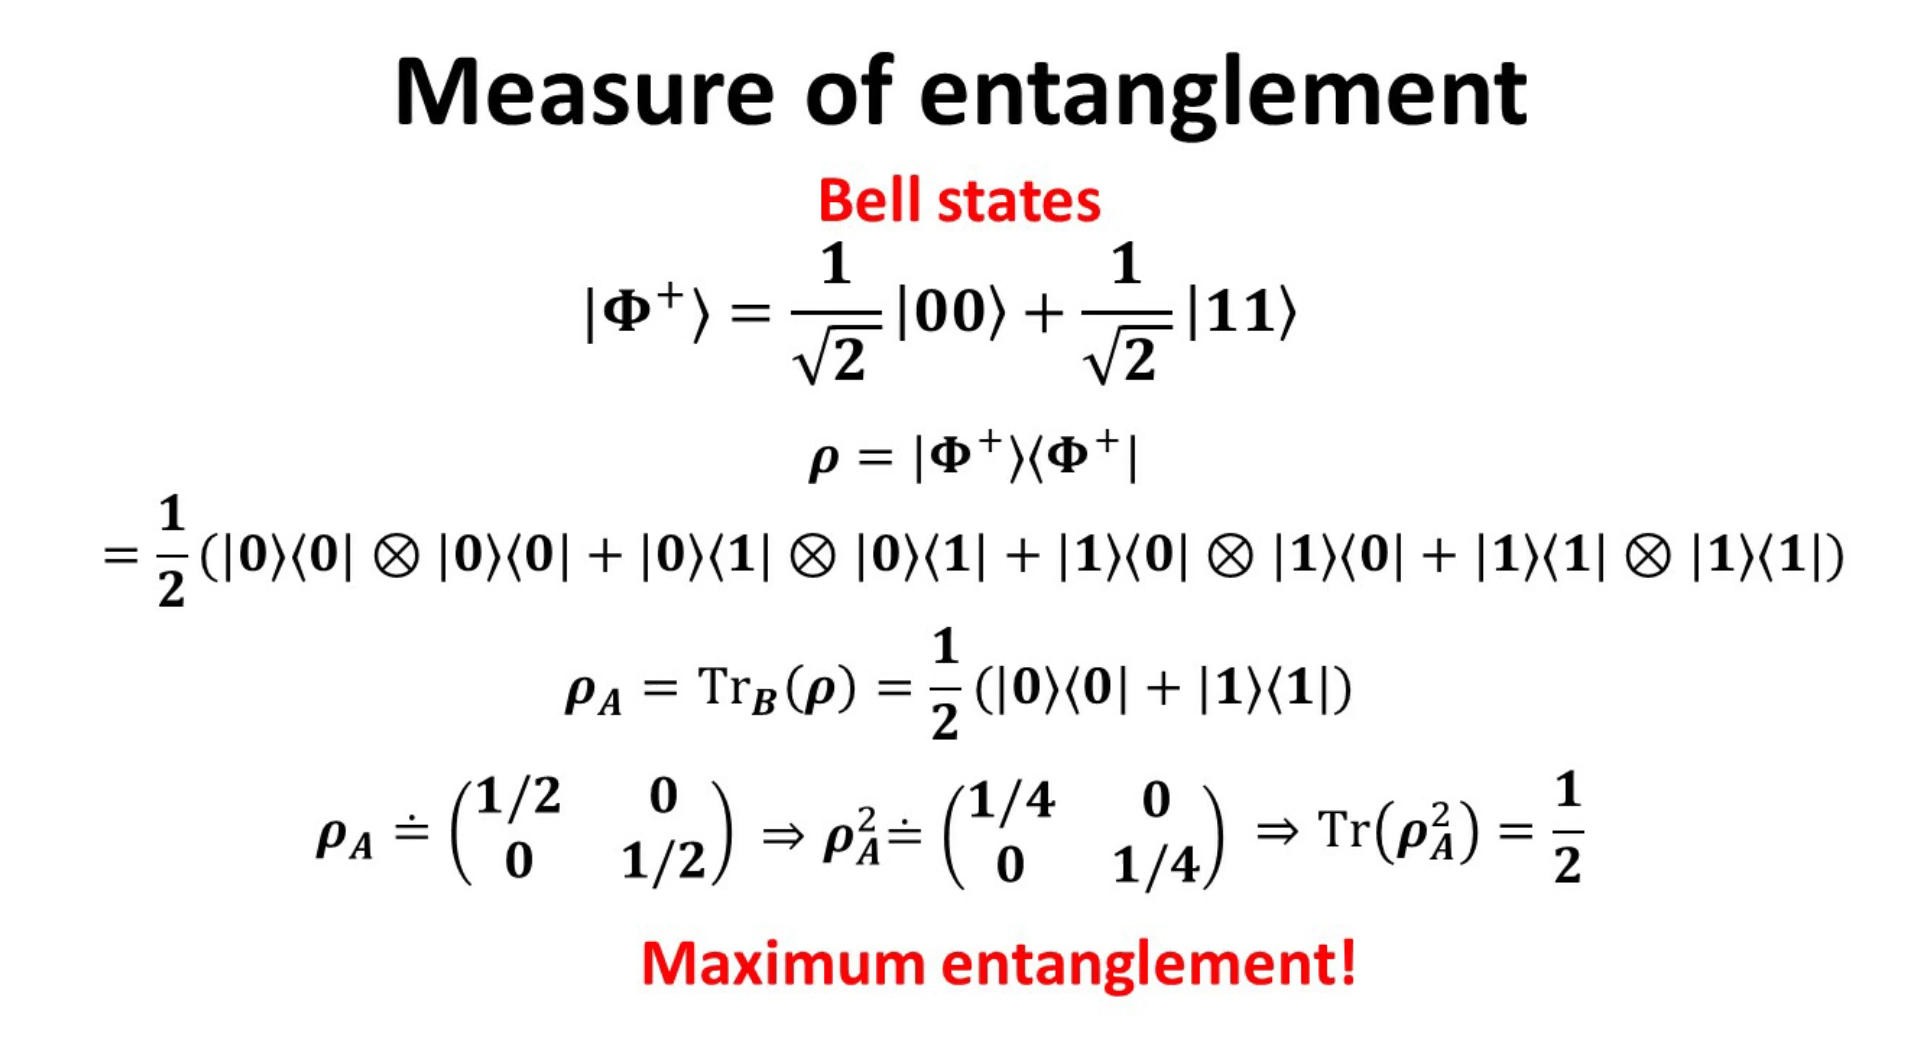 Measure of entanglement
Bell states
|Φ⁺⟩ = 1/√2 |00⟩ + 1/√2 |11⟩
ρ = |Φ⁺⟩⟨Φ⁺|
= 1/2 (|0⟩⟨0| ⊗ |0⟩⟨0| + |0⟩⟨1| ⊗ |0⟩⟨1| + |1⟩⟨0| ⊗ |1⟩⟨0| + |1⟩⟨1| ⊗ |1⟩⟨1|)
ρ_A = Tr_B(ρ) = 1/2 (|0⟩⟨0| + |1⟩⟨1|)
ρ_A ≐ (1/2 0 0 1/2) ⇒ ρ_A² ≐ (1/4 0 0 1/4) ⇒ Tr(ρ_A²) = 1/2
Maximum entanglement!